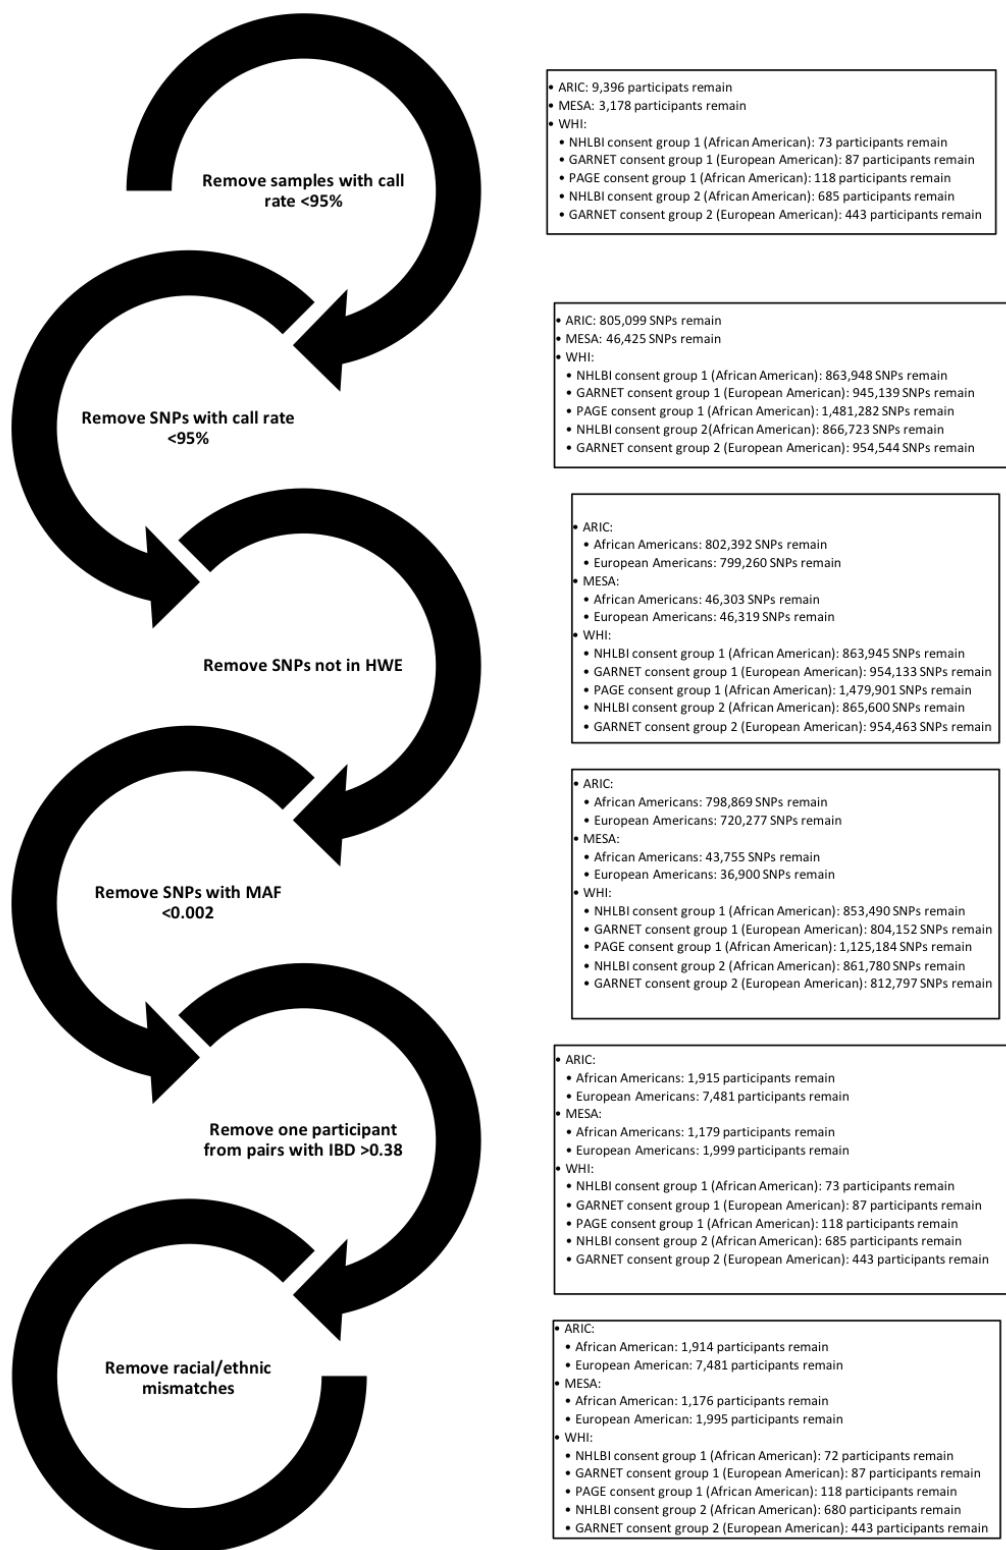 Remove samples with call
rate <95%
• ARIC: 9,396 participats remain
• MESA: 3,178 participants remain
• WHI:
• NHLBI consent group 1 (African American): 73 participants remain
• GARNET consent group 1 (European American): 87 participants remain
• PAGE consent group 1 (African American): 118 participants remain
• NHLBI consent group 2 (African American): 685 participants remain
• GARNET consent group 2 (European American): 443 participants remain
Remove SNPs with call rate
<95%
• ARIC: 805,099 SNPs remain
• MESA: 46,425 SNPs remain
• WHI:
• NHLBI consent group 1 (African American): 863,948 SNPs remain
• GARNET consent group 1 (European American): 945,139 SNPs remain
• PAGE consent group 1 (African American): 1,481,282 SNPs remain
• NHLBI consent group 2(African American): 866,723 SNPs remain
• GARNET consent group 2 (European American): 954,544 SNPs remain
Remove SNPs not in HWE
• ARIC:
• African Americans: 802,392 SNPs remain
• European Americans: 799,260 SNPs remain
• MESA:
• African Americans: 46,303 SNPs remain
• European Americans: 46,319 SNPs remain
• WHI:
• NHLBI consent group 1 (African American): 863,945 SNPs remain
• GARNET consent group 1 (European American): 954,133 SNPs remain
• PAGE consent group 1 (African American): 1,479,901 SNPs remain
• NHLBI consent group 2 (African American): 865,600 SNPs remain
• GARNET consent group 2 (European American): 954,463 SNPs remain
Remove SNPs with MAF
<0.002
• ARIC:
• African Americans: 798,869 SNPs remain
• European Americans: 720,277 SNPs remain
• MESA:
• African Americans: 43,755 SNPs remain
• European Americans: 36,900 SNPs remain
• WHI:
• NHLBI consent group 1 (African American): 853,490 SNPs remain
• GARNET consent group 1 (European American): 804,152 SNPs remain
• PAGE consent group 1 (African American): 1,125,184 SNPs remain
• NHLBI consent group 2 (African American): 861,780 SNPs remain
• GARNET consent group 2 (European American): 812,797 SNPs remain
Remove one participant
from pairs with IBD >0.38
• ARIC:
• African Americans: 1,915 participants remain
• European Americans: 7,481 participants remain
• MESA:
• African Americans: 1,179 participants remain
• European Americans: 1,999 participants remain
• WHI:
• NHLBI consent group 1 (African American): 73 participants remain
• GARNET consent group 1 (European American): 87 participants remain
• PAGE consent group 1 (African American): 118 participants remain
• NHLBI consent group 2 (African American): 685 participants remain
• GARNET consent group 2 (European American): 443 participants remain
Remove racial/ethnic
mismatches
• ARIC:
• African American: 1,914 participants remain
• European American: 7,481 participants remain
• MESA:
• African American: 1,176 participants remain
• European American: 1,995 participants remain
• WHI:
• NHLBI consent group 1 (African American): 72 participants remain
• GARNET consent group 1 (European American): 87 participants remain
• PAGE consent group 1 (African American): 118 participants remain
• NHLBI consent group 2 (African American): 680 participants remain
• GARNET consent group 2 (European American): 443 participants remain